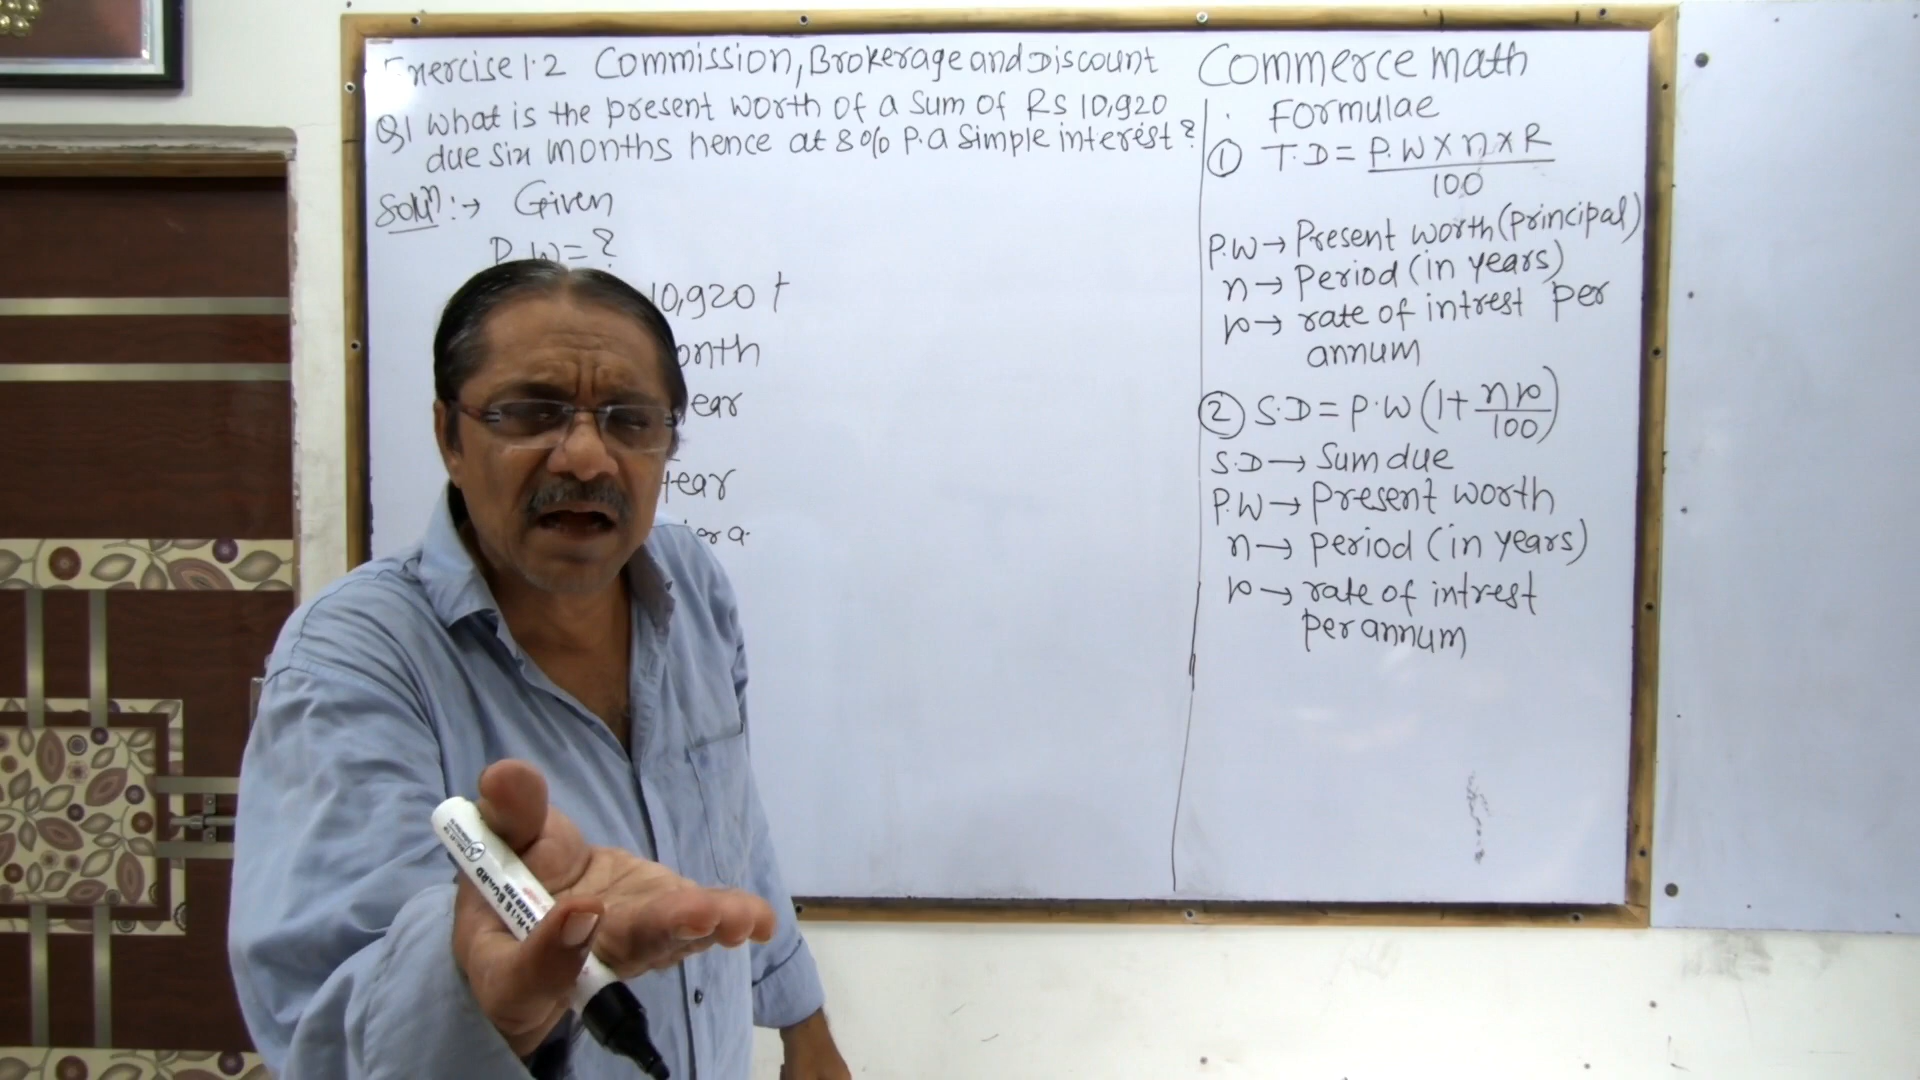 Exercise 1.2 Commission, Brokerage and Discount
Q1 What is the present worth of a sum of RS 10,920
due six months hence at 8% P.a simple interest?
Solⁿ :→ Given
P.W = ?
10,920
onth
ear
year
Commerce math
Formulae
① T.D = P.W × n × R
100
P.W → Present worth (principal)
n → Period (in years)
r → rate of intrest per
annum
② S.D = P.W (1 + nr/100)
S.D → Sum due
P.W → Present worth
n → period (in years)
r → rate of intrest
per annum